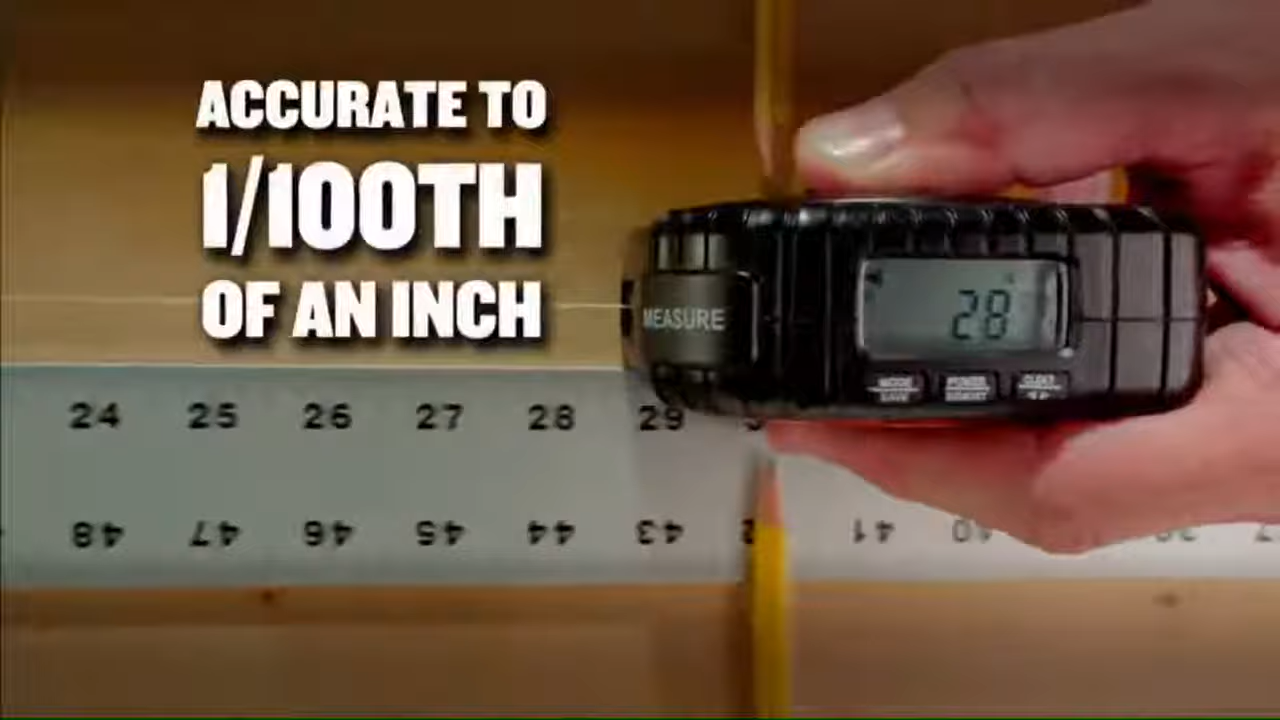 ACCURATE TO
1/100TH
OF AN INCH
MEASURE
28
24 25 26 27 28 29
48 47 46 45 44 43 41